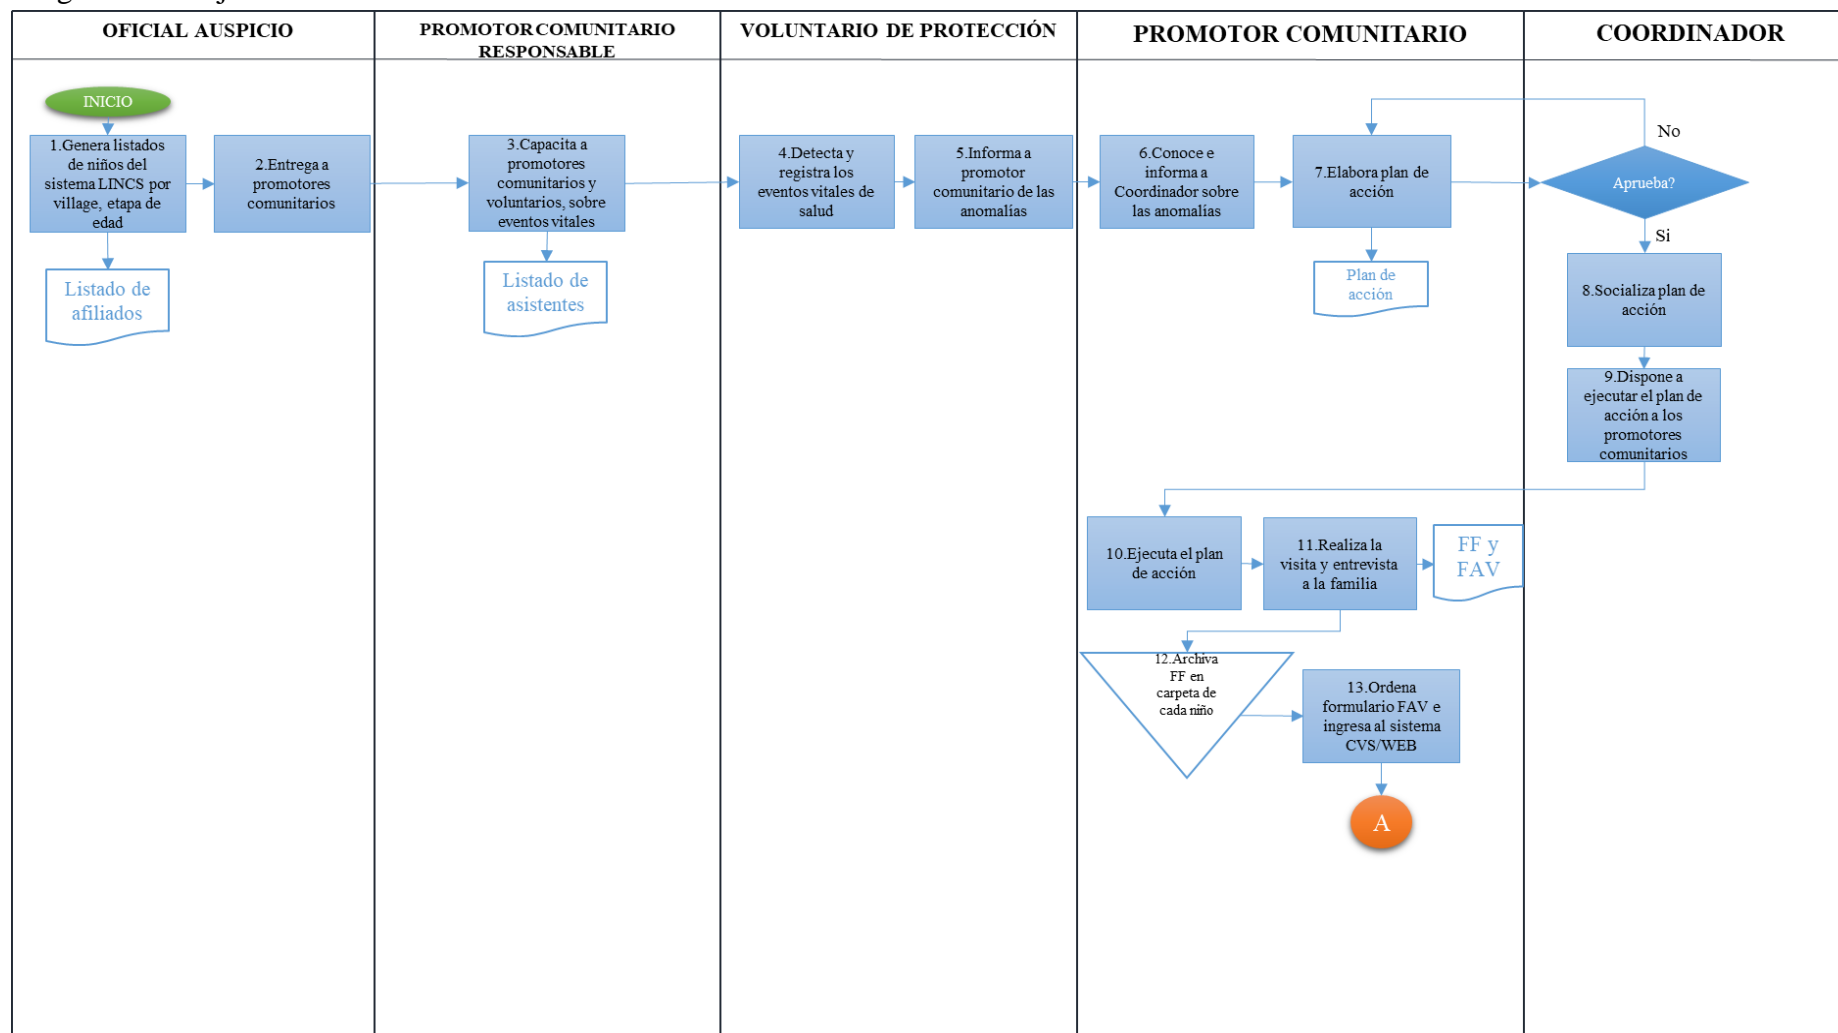 OFICIAL AUSPICIO
PROMOTOR COMUNITARIO
RESPONSABLE
VOLUNTARIO DE PROTECCIÓN
PROMOTOR COMUNITARIO
COORDINADOR
INICIO
1.Genera listados
de niños del
sistema LINCS por
village, etapa de
edad
2.Entrega a
promotores
comunitarios
3.Capacita a
promotores
comunitarios y
voluntarios, sobre
eventos vitales
4.Detecta y
registra los
eventos vitales de
salud
5.Informa a
promotor
comunitario de las
anomalías
6.Conoce e
informa a
Coordinador sobre
las anomalías
7.Elabora plan de
acción
Aprueba?
No
Si
Listado de
afiliados
Listado de
asistentes
Plan de
acción
8.Socializa plan de
acción
9.Dispone a
ejecutar el plan de
acción a los
promotores
comunitarios
10.Ejecuta el plan
de acción
11.Realiza la
visita y entrevista
a la familia
FF y
FAV
12.Archiva
FF en
carpeta de
cada niño
13.Ordena
formulario FAV e
ingresa al sistema
CVS/WEB
A